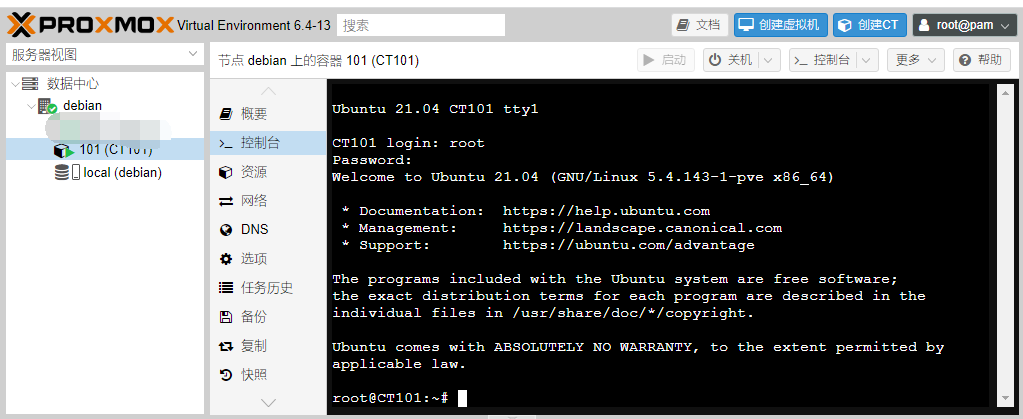 PROXMOX Virtual Environment 6.4-13 搜索 文档 创建虚拟机 创建CT root@pam
服务器视图
数据中心
debian
101 (CT101)
local (debian)
节点 debian 上的容器 101 (CT101) 启动 关机 控制台 更多 帮助
概要
控制台
资源
网络
DNS
选项
任务历史
备份
复制
快照
Ubuntu 21.04 CT101 tty1
CT101 login: root
Password:
Welcome to Ubuntu 21.04 (GNU/Linux 5.4.143-1-pve x86_64)
* Documentation: https://help.ubuntu.com
* Management: https://landscape.canonical.com
* Support: https://ubuntu.com/advantage
The programs included with the Ubuntu system are free software;
the exact distribution terms for each program are described in the
individual files in /usr/share/doc/*/copyright.
Ubuntu comes with ABSOLUTELY NO WARRANTY, to the extent permitted by
applicable law.
root@CT101:~#